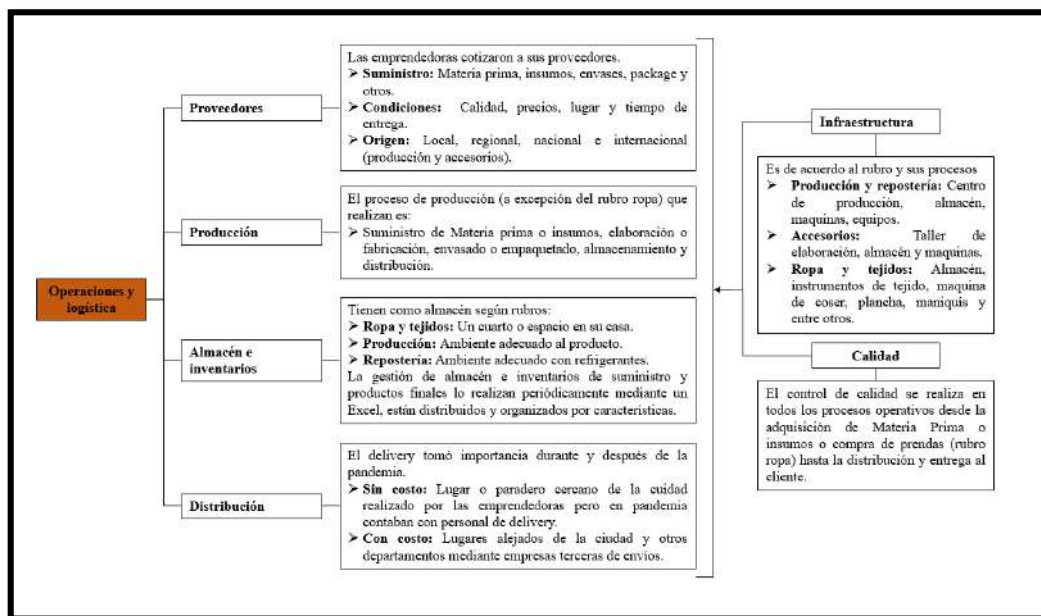 Operaciones y
logística
Proveedores
Las emprendedoras cotizaron a sus proveedores.
➤ Suministro: Materia prima, insumos, envases, package y
otros.
➤ Condiciones: Calidad, precios, lugar y tiempo de
entrega.
➤ Origen: Local, regional, nacional e internacional
(producción y accesorios).
Producción
El proceso de producción (a excepción del rubro ropa) que
realizan es:
➤ Suministro de Materia prima o insumos, elaboración o
fabricación, envasado o empaquetado, almacenamiento y
distribución.
Almacén e
inventarios
Tienen como almacén según rubros:
➤ Ropa y tejidos: Un cuarto o espacio en su casa.
➤ Producción: Ambiente adecuado al producto.
➤ Repostería: Ambiente adecuado con refrigerantes.
La gestión de almacén e inventarios de suministro y
productos finales lo realizan periódicamente mediante un
Excel, están distribuidos y organizados por características.
Distribución
El delivery tomó importancia durante y después de la
pandemia.
➤ Sin costo: Lugar o paradero cercano de la cuidad
realizado por las emprendedoras pero en pandemia
contaban con personal de delivery.
➤ Con costo: Lugares alejados de la ciudad y otros
departamentos mediante empresas terceras de envíos.
Infraestructura
Es de acuerdo al rubro y sus procesos
➤ Producción y repostería: Centro
de producción, almacén,
maquinas, equipos.
➤ Accesorios: Taller de
elaboración, almacén y maquinas.
➤ Ropa y tejidos: Almacén,
instrumentos de tejido, maquina
de coser, plancha, maniquís y
entre otros.
Calidad
El control de calidad se realiza en
todos los procesos operativos desde la
adquisición de Materia Prima o
insumos o compra de prendas (rubro
ropa) hasta la distribución y entrega al
cliente.